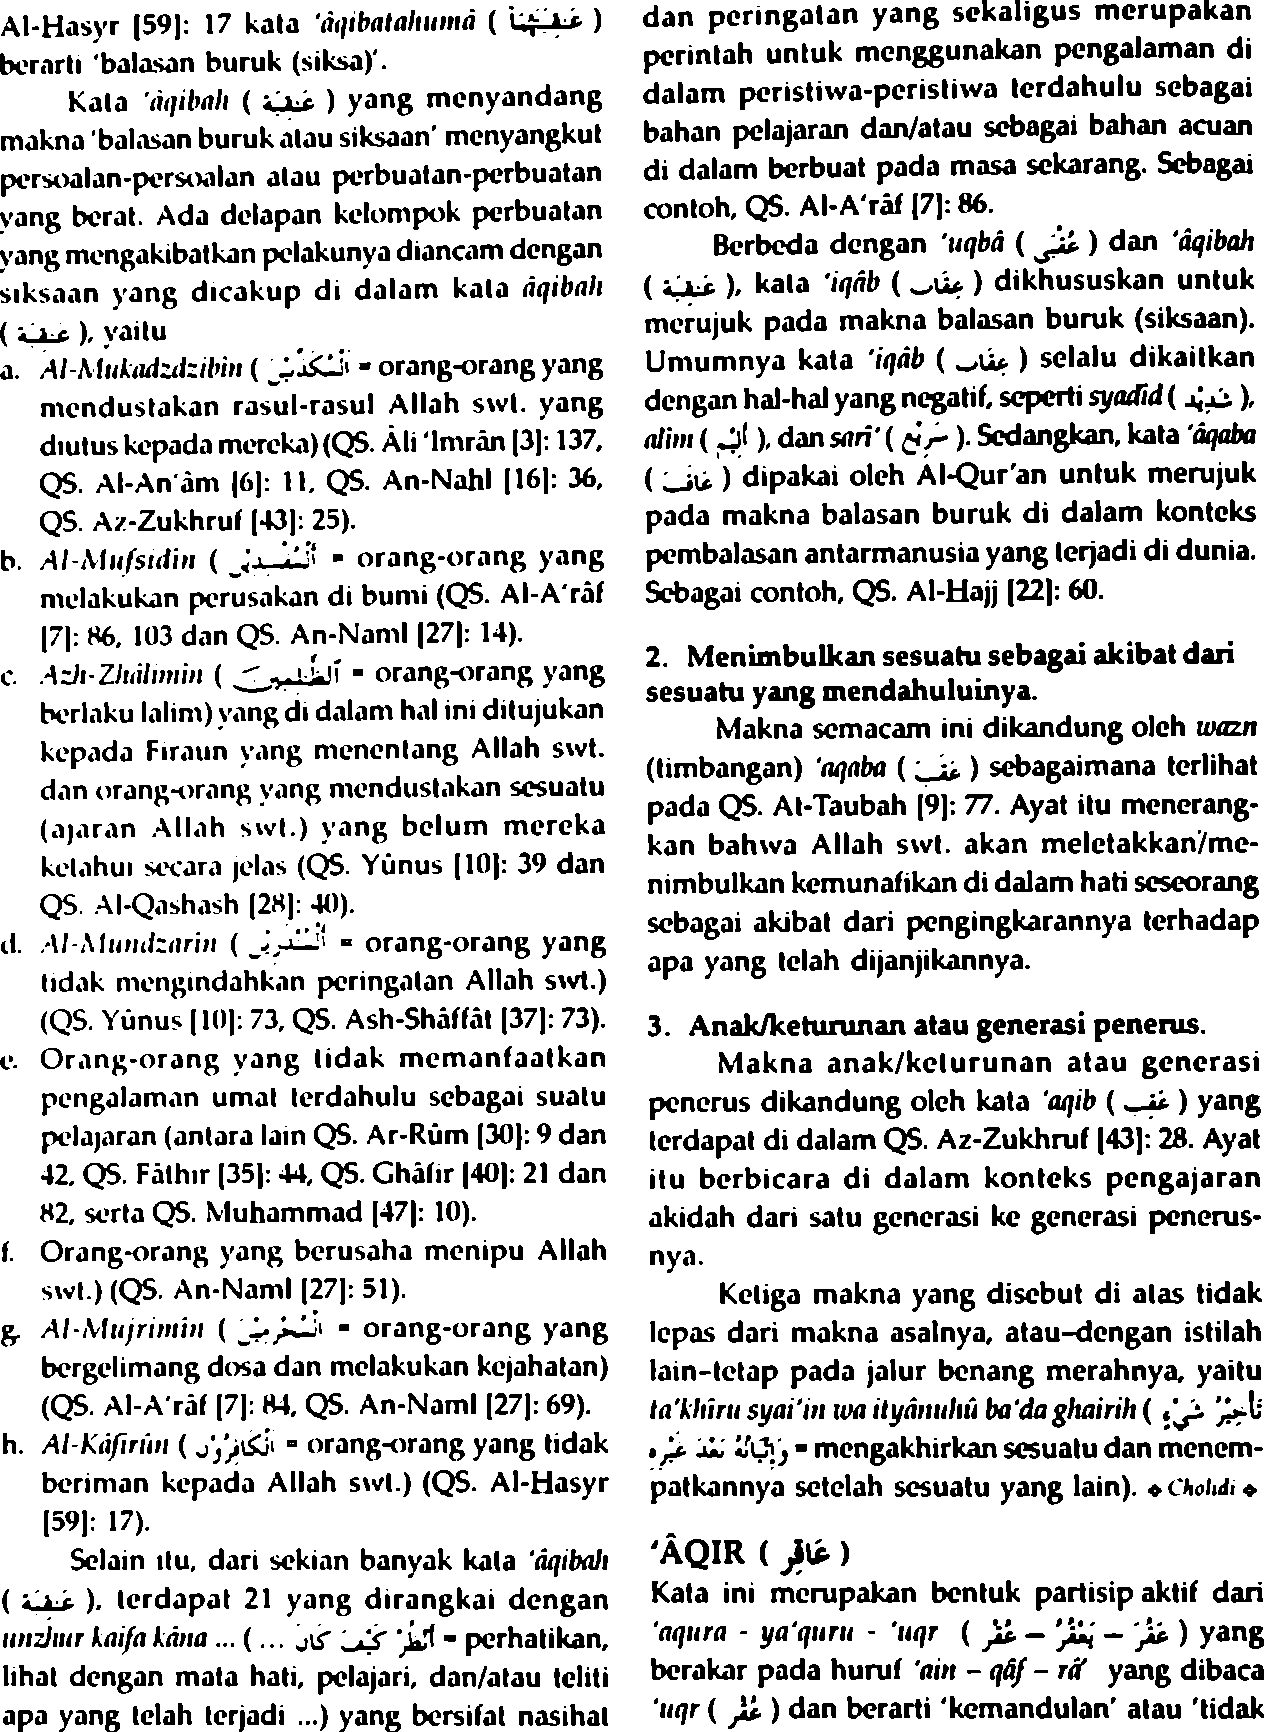 Al-Hasyr [59]: 17 kata 'âqibatahumâ ( عَٰقِبَتَهُمَا )
berarti 'balasan buruk (siksa)'.
Kata 'âqibah ( عَٰقِبَة ) yang menyandang
makna 'balasan buruk atau siksaan' menyangkut
persoalan-persoalan atau perbuatan-perbuatan
yang berat. Ada delapan kelompok perbuatan
yang mengakibatkan pelakunya diancam dengan
siksaan yang dicakup di dalam kata âqibah
( عَٰقِبَة ), yaitu
a. Al-Mukadzdzibîn ( الْمُكَذِّبِيْنَ = orang-orang yang
mendustakan rasul-rasul Allah swt. yang
diutus kepada mereka) (QS. Âli 'Imrân [3]: 137,
QS. Al-An'âm [6]: 11, QS. An-Nahl [16]: 36,
QS. Az-Zukhruf [43]: 25).
b. Al-Mufsidîn ( الْمُفْسِدِيْنَ = orang-orang yang
melakukan perusakan di bumi (QS. Al-A'râf
[7]: 86, 103 dan QS. An-Naml [27]: 14).
c. Azh-Zhâlimîn ( الظَّٰلِمِيْنَ = orang-orang yang
berlaku lalim) yang di dalam hal ini ditujukan
kepada Firaun yang menentang Allah swt.
dan orang-orang yang mendustakan sesuatu
(ajaran Allah swt.) yang belum mereka
ketahui secara jelas (QS. Yûnus [10]: 39 dan
QS. Al-Qashash [28]: 40).
d. Al-Mundzarîn ( الْمُنْذَرِيْنَ = orang-orang yang
tidak mengindahkan peringatan Allah swt.)
(QS. Yûnus [10]: 73, QS. Ash-Shâffât [37]: 73).
e. Orang-orang yang tidak memanfaatkan
pengalaman umat terdahulu sebagai suatu
pelajaran (antara lain QS. Ar-Rûm [30]: 9 dan
42, QS. Fâthir [35]: 44, QS. Ghâfir [40]: 21 dan
82, serta QS. Muhammad [47]: 10).
f. Orang-orang yang berusaha menipu Allah
swt.) (QS. An-Naml [27]: 51).
g. Al-Mujrimîn ( الْمُجْرِمِيْنَ = orang-orang yang
bergelimang dosa dan melakukan kejahatan)
(QS. Al-A'râf [7]: 84, QS. An-Naml [27]: 69).
h. Al-Kâfirûn ( الْكَافِرُوْنَ = orang-orang yang tidak
beriman kepada Allah swt.) (QS. Al-Hasyr
[59]: 17).
Selain itu, dari sekian banyak kata 'âqibah
( عَٰقِبَة ), terdapat 21 yang dirangkai dengan
unzhur kaifa kâna ... ( ... اُنْظُرْ كَيْفَ كَانَ = perhatikan,
lihat dengan mata hati, pelajari, dan/atau teliti
apa yang telah terjadi ...) yang bersifat nasihat
dan peringatan yang sekaligus merupakan
perintah untuk menggunakan pengalaman di
dalam peristiwa-peristiwa terdahulu sebagai
bahan pelajaran dan/atau sebagai bahan acuan
di dalam berbuat pada masa sekarang. Sebagai
contoh, QS. Al-A'râf [7]: 86.
Berbeda dengan 'uqbâ ( عُقْبَى ) dan 'âqibah
( عَٰقِبَة ), kata 'iqâb ( عِقَاب ) dikhususkan untuk
merujuk pada makna balasan buruk (siksaan).
Umumnya kata 'iqâb ( عِقَاب ) selalu dikaitkan
dengan hal-hal yang negatif, seperti syadîd ( شَدِيْد ),
alîm ( أَلِيْم ), dan sarî' ( سَرِيْع ). Sedangkan, kata 'âqaba
( عَاقَبَ ) dipakai oleh Al-Qur'an untuk merujuk
pada makna balasan buruk di dalam konteks
pembalasan antarmanusia yang terjadi di dunia.
Sebagai contoh, QS. Al-Hajj [22]: 60.
2. Menimbulkan sesuatu sebagai akibat dari
sesuatu yang mendahuluinya.
Makna semacam ini dikandung oleh wazn
(timbangan) 'aqaba ( عَقَبَ ) sebagaimana terlihat
pada QS. At-Taubah [9]: 77. Ayat itu menerang-
kan bahwa Allah swt. akan meletakkan/me-
nimbulkan kemunafikan di dalam hati seseorang
sebagai akibat dari pengingkarannya terhadap
apa yang telah dijanjikannya.
3. Anak/keturunan atau generasi penerus.
Makna anak/keturunan atau generasi
penerus dikandung oleh kata 'aqib ( عَقِب ) yang
terdapat di dalam QS. Az-Zukhruf [43]: 28. Ayat
itu berbicara di dalam konteks pengajaran
akidah dari satu generasi ke generasi penerus-
nya.
Ketiga makna yang disebut di atas tidak
lepas dari makna asalnya, atau–dengan istilah
lain–tetap pada jalur benang merahnya, yaitu
ta'khîru syai'in wa ityânuhû ba'da ghairih ( تَأْخِيْرُ شَيْءٍ
وَإِتْيَانُهُ بَعْدَ غَيْرِهِ = mengakhirkan sesuatu dan menem-
patkannya setelah sesuatu yang lain). ✦ Cholidi ✦
'ÂQIR ( عَاقِر )
Kata ini merupakan bentuk partisip aktif dari
'aqura - ya'quru - 'uqr ( عَقُرَ – يَعْقُرُ – عُقْر ) yang
berakar pada huruf 'ain – qâf – râ' yang dibaca
'uqr ( عُقْر ) dan berarti 'kemandulan' atau 'tidak